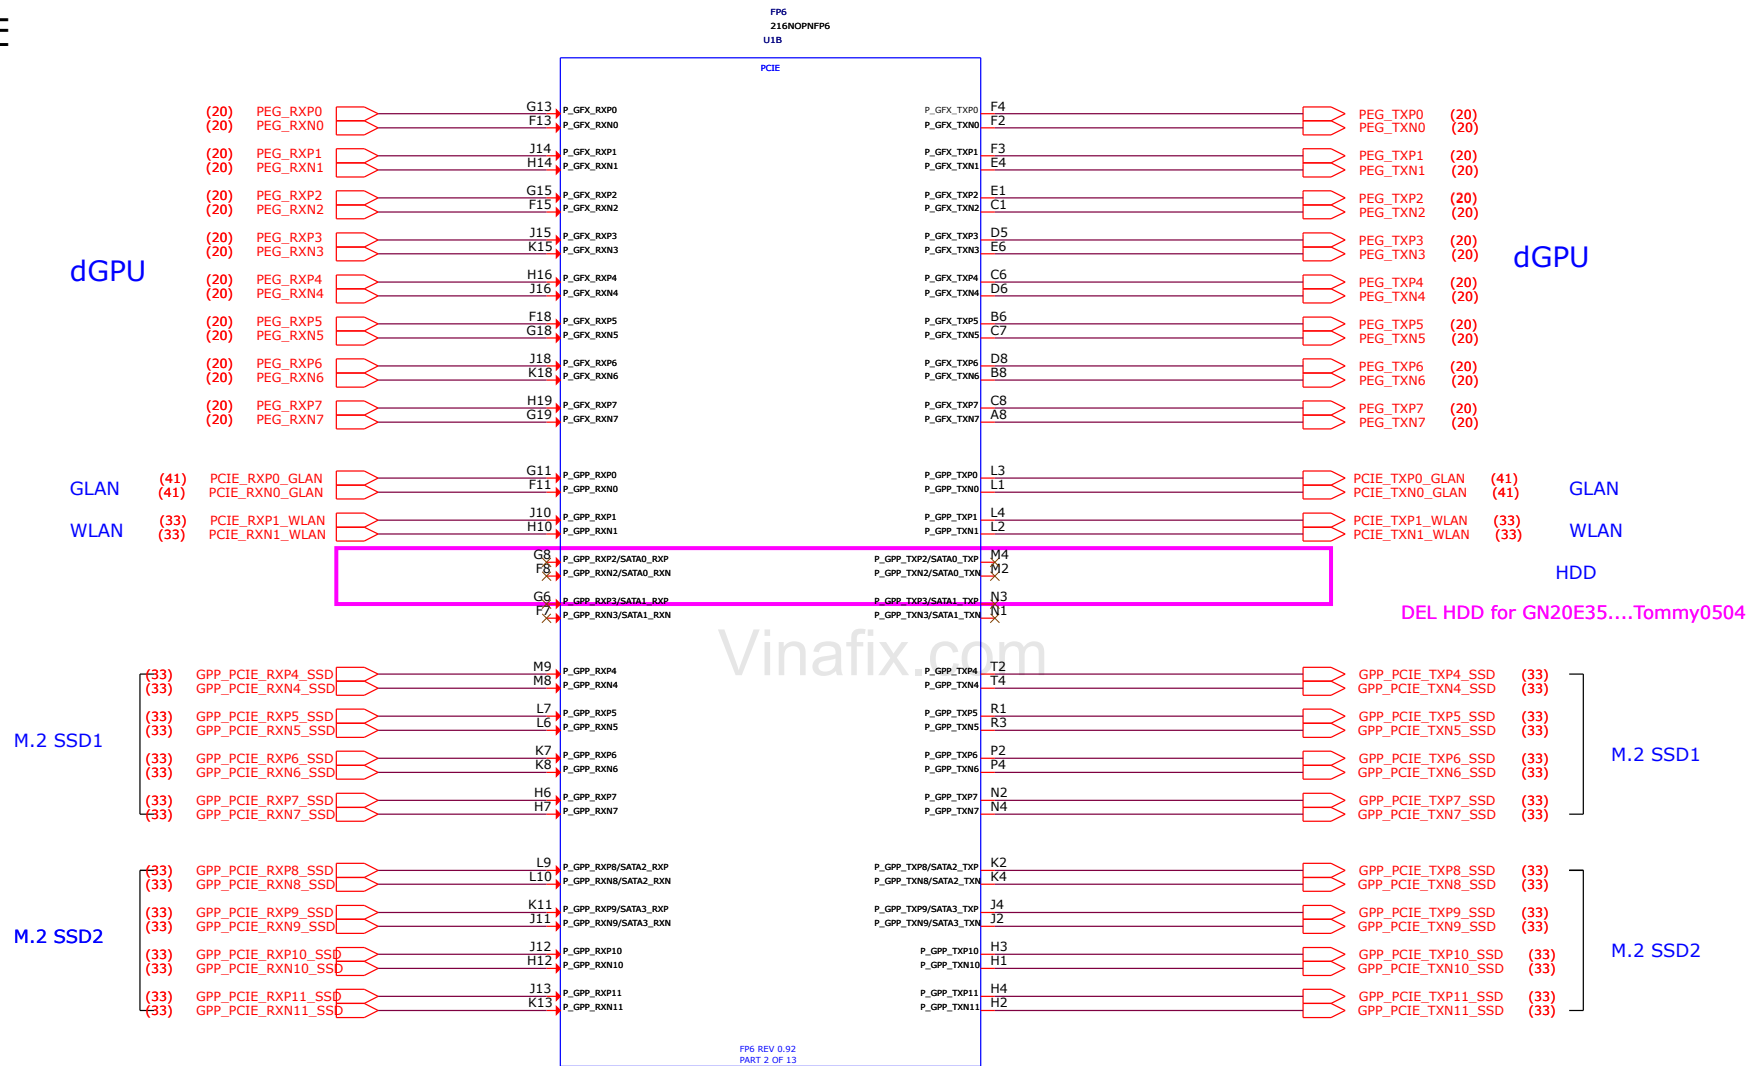 FP6
216NOPNFP6
U1B
PCIE
(20) PEG_RXP0 G13 P_GFX_RXP0 P_GFX_TXP0 F4 PEG_TXP0 (20)
(20) PEG_RXN0 F13 P_GFX_RXN0 P_GFX_TXN0 F2 PEG_TXN0 (20)
(20) PEG_RXP1 J14 P_GFX_RXP1 P_GFX_TXP1 F3 PEG_TXP1 (20)
(20) PEG_RXN1 H14 P_GFX_RXN1 P_GFX_TXN1 E4 PEG_TXN1 (20)
(20) PEG_RXP2 G15 P_GFX_RXP2 P_GFX_TXP2 E1 PEG_TXP2 (20)
(20) PEG_RXN2 F15 P_GFX_RXN2 P_GFX_TXN2 C1 PEG_TXN2 (20)
(20) PEG_RXP3 J15 P_GFX_RXP3 P_GFX_TXP3 D5 PEG_TXP3 (20)
(20) PEG_RXN3 K15 P_GFX_RXN3 P_GFX_TXN3 E6 PEG_TXN3 (20)
dGPU dGPU
(20) PEG_RXP4 H16 P_GFX_RXP4 P_GFX_TXP4 C6 PEG_TXP4 (20)
(20) PEG_RXN4 J16 P_GFX_RXN4 P_GFX_TXN4 D6 PEG_TXN4 (20)
(20) PEG_RXP5 F18 P_GFX_RXP5 P_GFX_TXP5 B6 PEG_TXP5 (20)
(20) PEG_RXN5 G18 P_GFX_RXN5 P_GFX_TXN5 C7 PEG_TXN5 (20)
(20) PEG_RXP6 J18 P_GFX_RXP6 P_GFX_TXP6 D8 PEG_TXP6 (20)
(20) PEG_RXN6 K18 P_GFX_RXN6 P_GFX_TXN6 B8 PEG_TXN6 (20)
(20) PEG_RXP7 H19 P_GFX_RXP7 P_GFX_TXP7 C8 PEG_TXP7 (20)
(20) PEG_RXN7 G19 P_GFX_RXN7 P_GFX_TXN7 A8 PEG_TXN7 (20)
(41) PCIE_RXP0_GLAN G11 P_GPP_RXP0 P_GPP_TXP0 L3 PCIE_TXP0_GLAN (41)
GLAN (41) PCIE_RXN0_GLAN F11 P_GPP_RXN0 P_GPP_TXN0 L1 PCIE_TXN0_GLAN (41) GLAN
(33) PCIE_RXP1_WLAN J10 P_GPP_RXP1 P_GPP_TXP1 L4 PCIE_TXP1_WLAN (33)
WLAN (33) PCIE_RXN1_WLAN H10 P_GPP_RXN1 P_GPP_TXN1 L2 PCIE_TXN1_WLAN (33) WLAN
G8 P_GPP_RXP2/SATA0_RXP P_GPP_TXP2/SATA0_TXP M4
F8 P_GPP_RXN2/SATA0_RXN P_GPP_TXN2/SATA0_TXN M2 HDD
G6 P_GPP_RXP3/SATA1_RXP P_GPP_TXP3/SATA1_TXP N3
F7 P_GPP_RXN3/SATA1_RXN P_GPP_TXN3/SATA1_TXN N1 DEL HDD for GN20E35....Tommy0504
Vinafix.com
(33) GPP_PCIE_RXP4_SSD M9 P_GPP_RXP4 P_GPP_TXP4 T2 GPP_PCIE_TXP4_SSD (33)
(33) GPP_PCIE_RXN4_SSD M8 P_GPP_RXN4 P_GPP_TXN4 T4 GPP_PCIE_TXN4_SSD (33)
(33) GPP_PCIE_RXP5_SSD L7 P_GPP_RXP5 P_GPP_TXP5 R1 GPP_PCIE_TXP5_SSD (33)
(33) GPP_PCIE_RXN5_SSD L6 P_GPP_RXN5 P_GPP_TXN5 R3 GPP_PCIE_TXN5_SSD (33)
M.2 SSD1 M.2 SSD1
(33) GPP_PCIE_RXP6_SSD K7 P_GPP_RXP6 P_GPP_TXP6 P2 GPP_PCIE_TXP6_SSD (33)
(33) GPP_PCIE_RXN6_SSD K8 P_GPP_RXN6 P_GPP_TXN6 P4 GPP_PCIE_TXN6_SSD (33)
(33) GPP_PCIE_RXP7_SSD H6 P_GPP_RXP7 P_GPP_TXP7 N2 GPP_PCIE_TXP7_SSD (33)
(33) GPP_PCIE_RXN7_SSD H7 P_GPP_RXN7 P_GPP_TXN7 N4 GPP_PCIE_TXN7_SSD (33)
(33) GPP_PCIE_RXP8_SSD L9 P_GPP_RXP8/SATA2_RXP P_GPP_TXP8/SATA2_TXP K2 GPP_PCIE_TXP8_SSD (33)
(33) GPP_PCIE_RXN8_SSD L10 P_GPP_RXN8/SATA2_RXN P_GPP_TXN8/SATA2_TXN K4 GPP_PCIE_TXN8_SSD (33)
(33) GPP_PCIE_RXP9_SSD K11 P_GPP_RXP9/SATA3_RXP P_GPP_TXP9/SATA3_TXP J4 GPP_PCIE_TXP9_SSD (33)
(33) GPP_PCIE_RXN9_SSD J11 P_GPP_RXN9/SATA3_RXN P_GPP_TXN9/SATA3_TXN J2 GPP_PCIE_TXN9_SSD (33)
M.2 SSD2 M.2 SSD2
(33) GPP_PCIE_RXP10_SSD J12 P_GPP_RXP10 P_GPP_TXP10 H3 GPP_PCIE_TXP10_SSD (33)
(33) GPP_PCIE_RXN10_SSD H12 P_GPP_RXN10 P_GPP_TXN10 H1 GPP_PCIE_TXN10_SSD (33)
(33) GPP_PCIE_RXP11_SSD J13 P_GPP_RXP11 P_GPP_TXP11 H4 GPP_PCIE_TXP11_SSD (33)
(33) GPP_PCIE_RXN11_SSD K13 P_GPP_RXN11 P_GPP_TXN11 H2 GPP_PCIE_TXN11_SSD (33)
FP6 REV 0.92
PART 2 OF 13